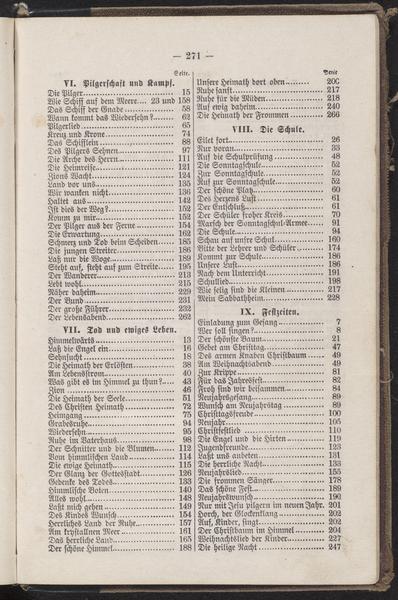 — 271 —
Seite.
VI. Pilgerschaft und Kampf.
Die Pilger 15
Wie Schiff auf dem Meere 23 und 158
Das Schiff der Gnade 58
Wann kommt das Wiedersehn? 62
Pilgerlied 65
Kreuz und Krone 74
Das Schifflein 88
Des Pilgers Sehnen 97
Die Arche des Herrn 111
Die Heimreise 121
Zions Wacht 124
Land vor uns 135
Wir wanken nicht 136
Haltet aus 142
Ist dies der Weg? 152
Komm zu mir 152
Der Pilger aus der Ferne 154
Die Erwartung 162
Schmerz und Tod beim Scheiden 185
Die jungen Streiter 186
Laß nur die Woge 189
Steht auf, steht auf zum Streite 195
Der Wanderer 213
Lebt wohl 215
Näher daheim 229
Der Bund 231
Der große Führer 232
Der Lebensabend 262
VII. Tod und ewiges Leben.
Himmelwärts 13
Laß die Engel ein 16
Sehnsucht 18
Die Heimath der Erlösten 38
Am Lebensstrom 40
Was gibt es im Himmel zu thun? 43
Zion 46
Die Heimath der Seele 51
Des Christen Heimath 72
Heimgang 75
Grabesruhe 94
Wiedersehn 95
Ruhe im Vaterhaus 98
Der Schnitter und die Blumen 112
Vom himmlischen Land 114
Die ewige Heimath 115
Der Glanz der Gottesstadt 126
Gedenke des Todes 133
Himmlische Boten 140
Alles wohl 148
Laßt mich gehen 149
Des Kindes Wunsch 154
Herrliches Land der Ruhe 157
Am krystallnen Meer 161
Das herrliche Land 165
Der schöne Himmel 188
Seite
Unsere Heimath dort oben 206
Ruhe sanft 217
Ruhe für die Müden 218
Auf ewig daheim 240
Die Heimath der Frommen 266
VIII. Die Schule.
Eilet fort 26
Nur voran 33
Auf die Schulprüfung 48
Die Sonntagschule 52
Zur Sonntagschule 52
Auf zur Sonntagschule 52
Der schöne Platz 60
Des Herzens Lust 61
Der Entschluß 61
Der Schüler froher Kreis 70
Marsch der Sonntagschul-Armee 91
Die Schule 94
Schau auf unsre Schul 160
Bitte der Lehrer und Schüler 174
Kommt zur Schule 186
Unsere Lust 186
Nach dem Unterricht 191
Schullied 198
Wie selig sind die Kleinen 217
Mein Sabbathheim 228
IX. Festzeiten.
Einladung zum Gesang 7
Wer soll singen? 8
Der schönste Baum 21
Gebet am Christtag 47
Des armen Knaben Christbaum 49
Am Weihnachtsabend 49
Zur Krippe 81
Für das Jahresfest 82
Froh sind wir beisammen 84
Neujahrsgesang 89
Wunsch am Neujahrstag 89
Christtagsfreude 100
Neujahr 105
Christfestlied 110
Die Engel und die Hirten 119
Jugendfreunde 123
Laßt uns anbeten 131
Die herrliche Nacht 133
Neujahrslied 155
Die frommen Sänger 178
Das schöne Fest 189
Neujahrswunsch 190
Nur mit Jesu pilgern im neuen Jahr. 201
Horch, der Glockenklang 202
Auf, Kinder, singt 202
Der Christbaum im Himmel 204
Weihnachtslied der Kinder 227
Die heilige Nacht 247